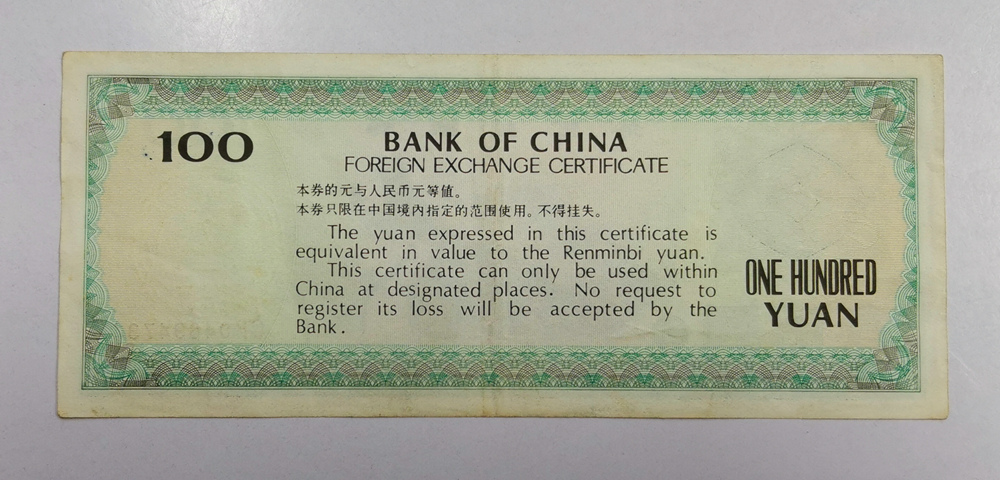 100
BANK OF CHINA
FOREIGN EXCHANGE CERTIFICATE
本券的元与人民币元等值。
本券只限在中国境内指定的范围使用。不得挂失。
The yuan expressed in this certificate is
equivalent in value to the Renminbi yuan.
This certificate can only be used within
China at designated places. No request to
register its loss will be accepted by the
Bank.
ONE HUNDRED
YUAN